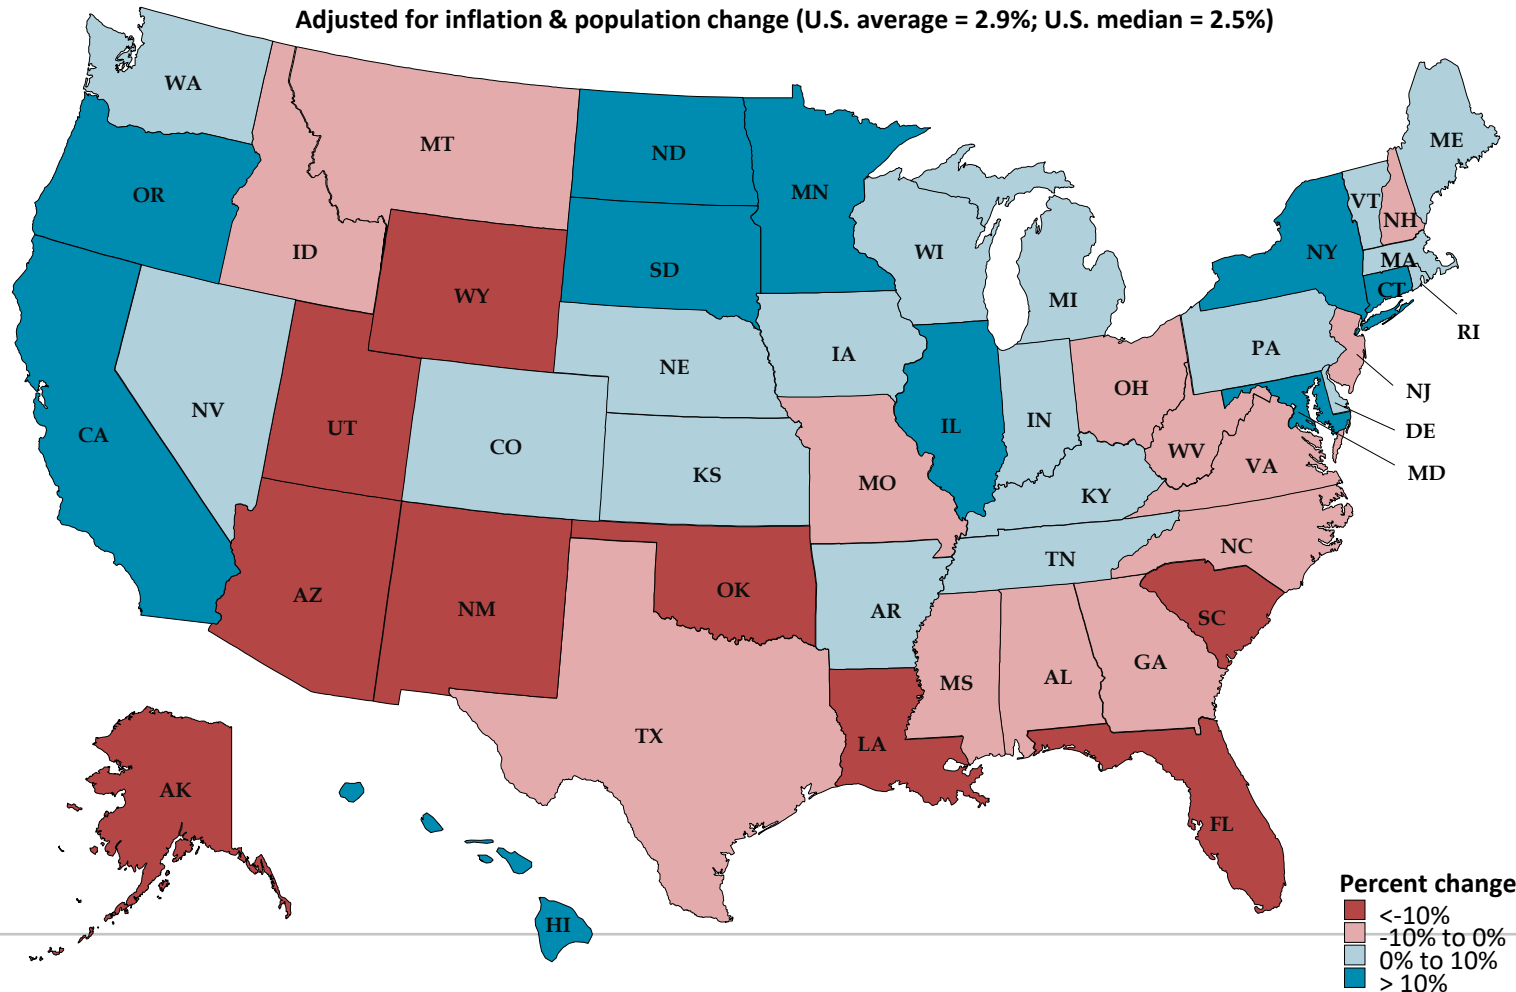 Adjusted for inflation & population change (U.S. average = 2.9%; U.S. median = 2.5%)
WA
MT
ND
MN
OR
ID
WY
SD
WI
MI
ME
VT
NH
NY
MA
CT
RI
NV
UT
CO
NE
IA
IL
IN
OH
PA
NJ
DE
MD
CA
KS
MO
KY
WV
VA
AZ
NM
OK
AR
TN
NC
SC
TX
LA
MS
AL
GA
FL
AK
HI
Percent change
<-10%
-10% to 0%
0% to 10%
> 10%